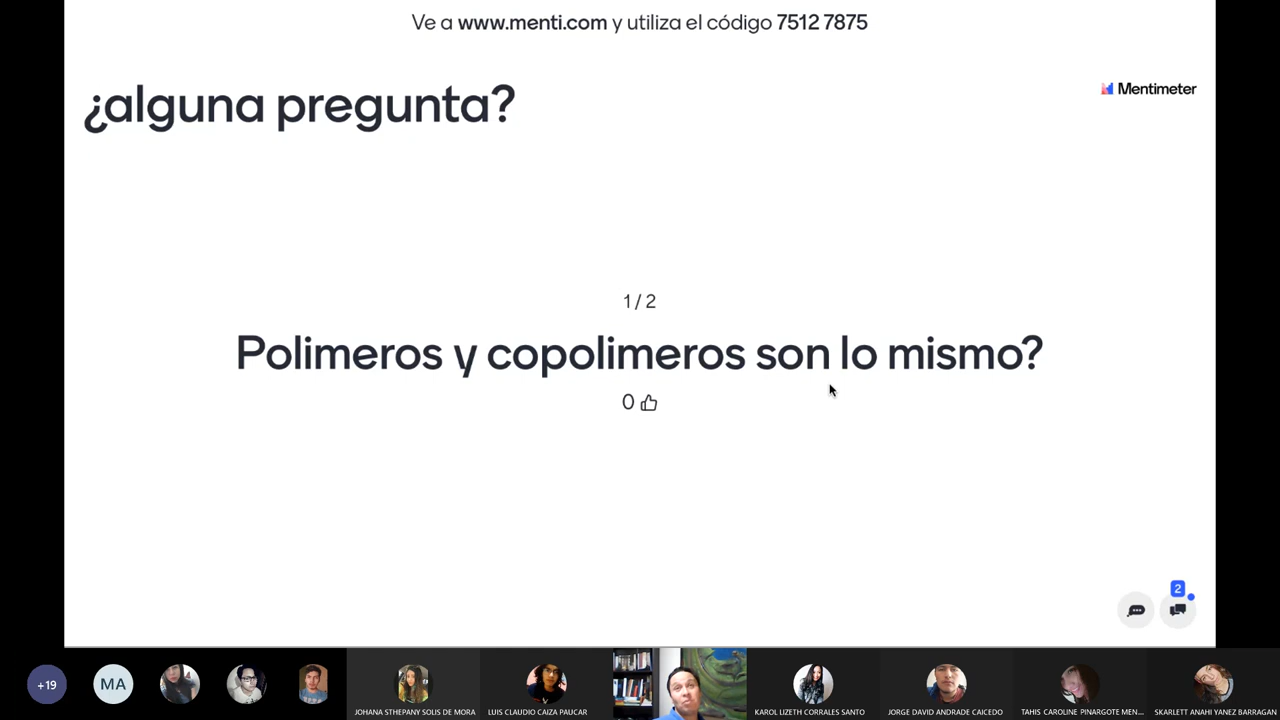 Ve a www.menti.com y utiliza el código 7512 7875
¿alguna pregunta?
Mentimeter
1 / 2
Polimeros y copolimeros son lo mismo?
0
2
+19
MA
JOHANA STHEPANY SOLIS DE MORA
LUIS CLAUDIO CAIZA PAUCAR
KAROL LIZETH CORRALES SANTO
JORGE DAVID ANDRADE CAICEDO
TAHIS CAROLINE PINARGOTE MEN...
SKARLETT ANAHI YANEZ BARRAGAN